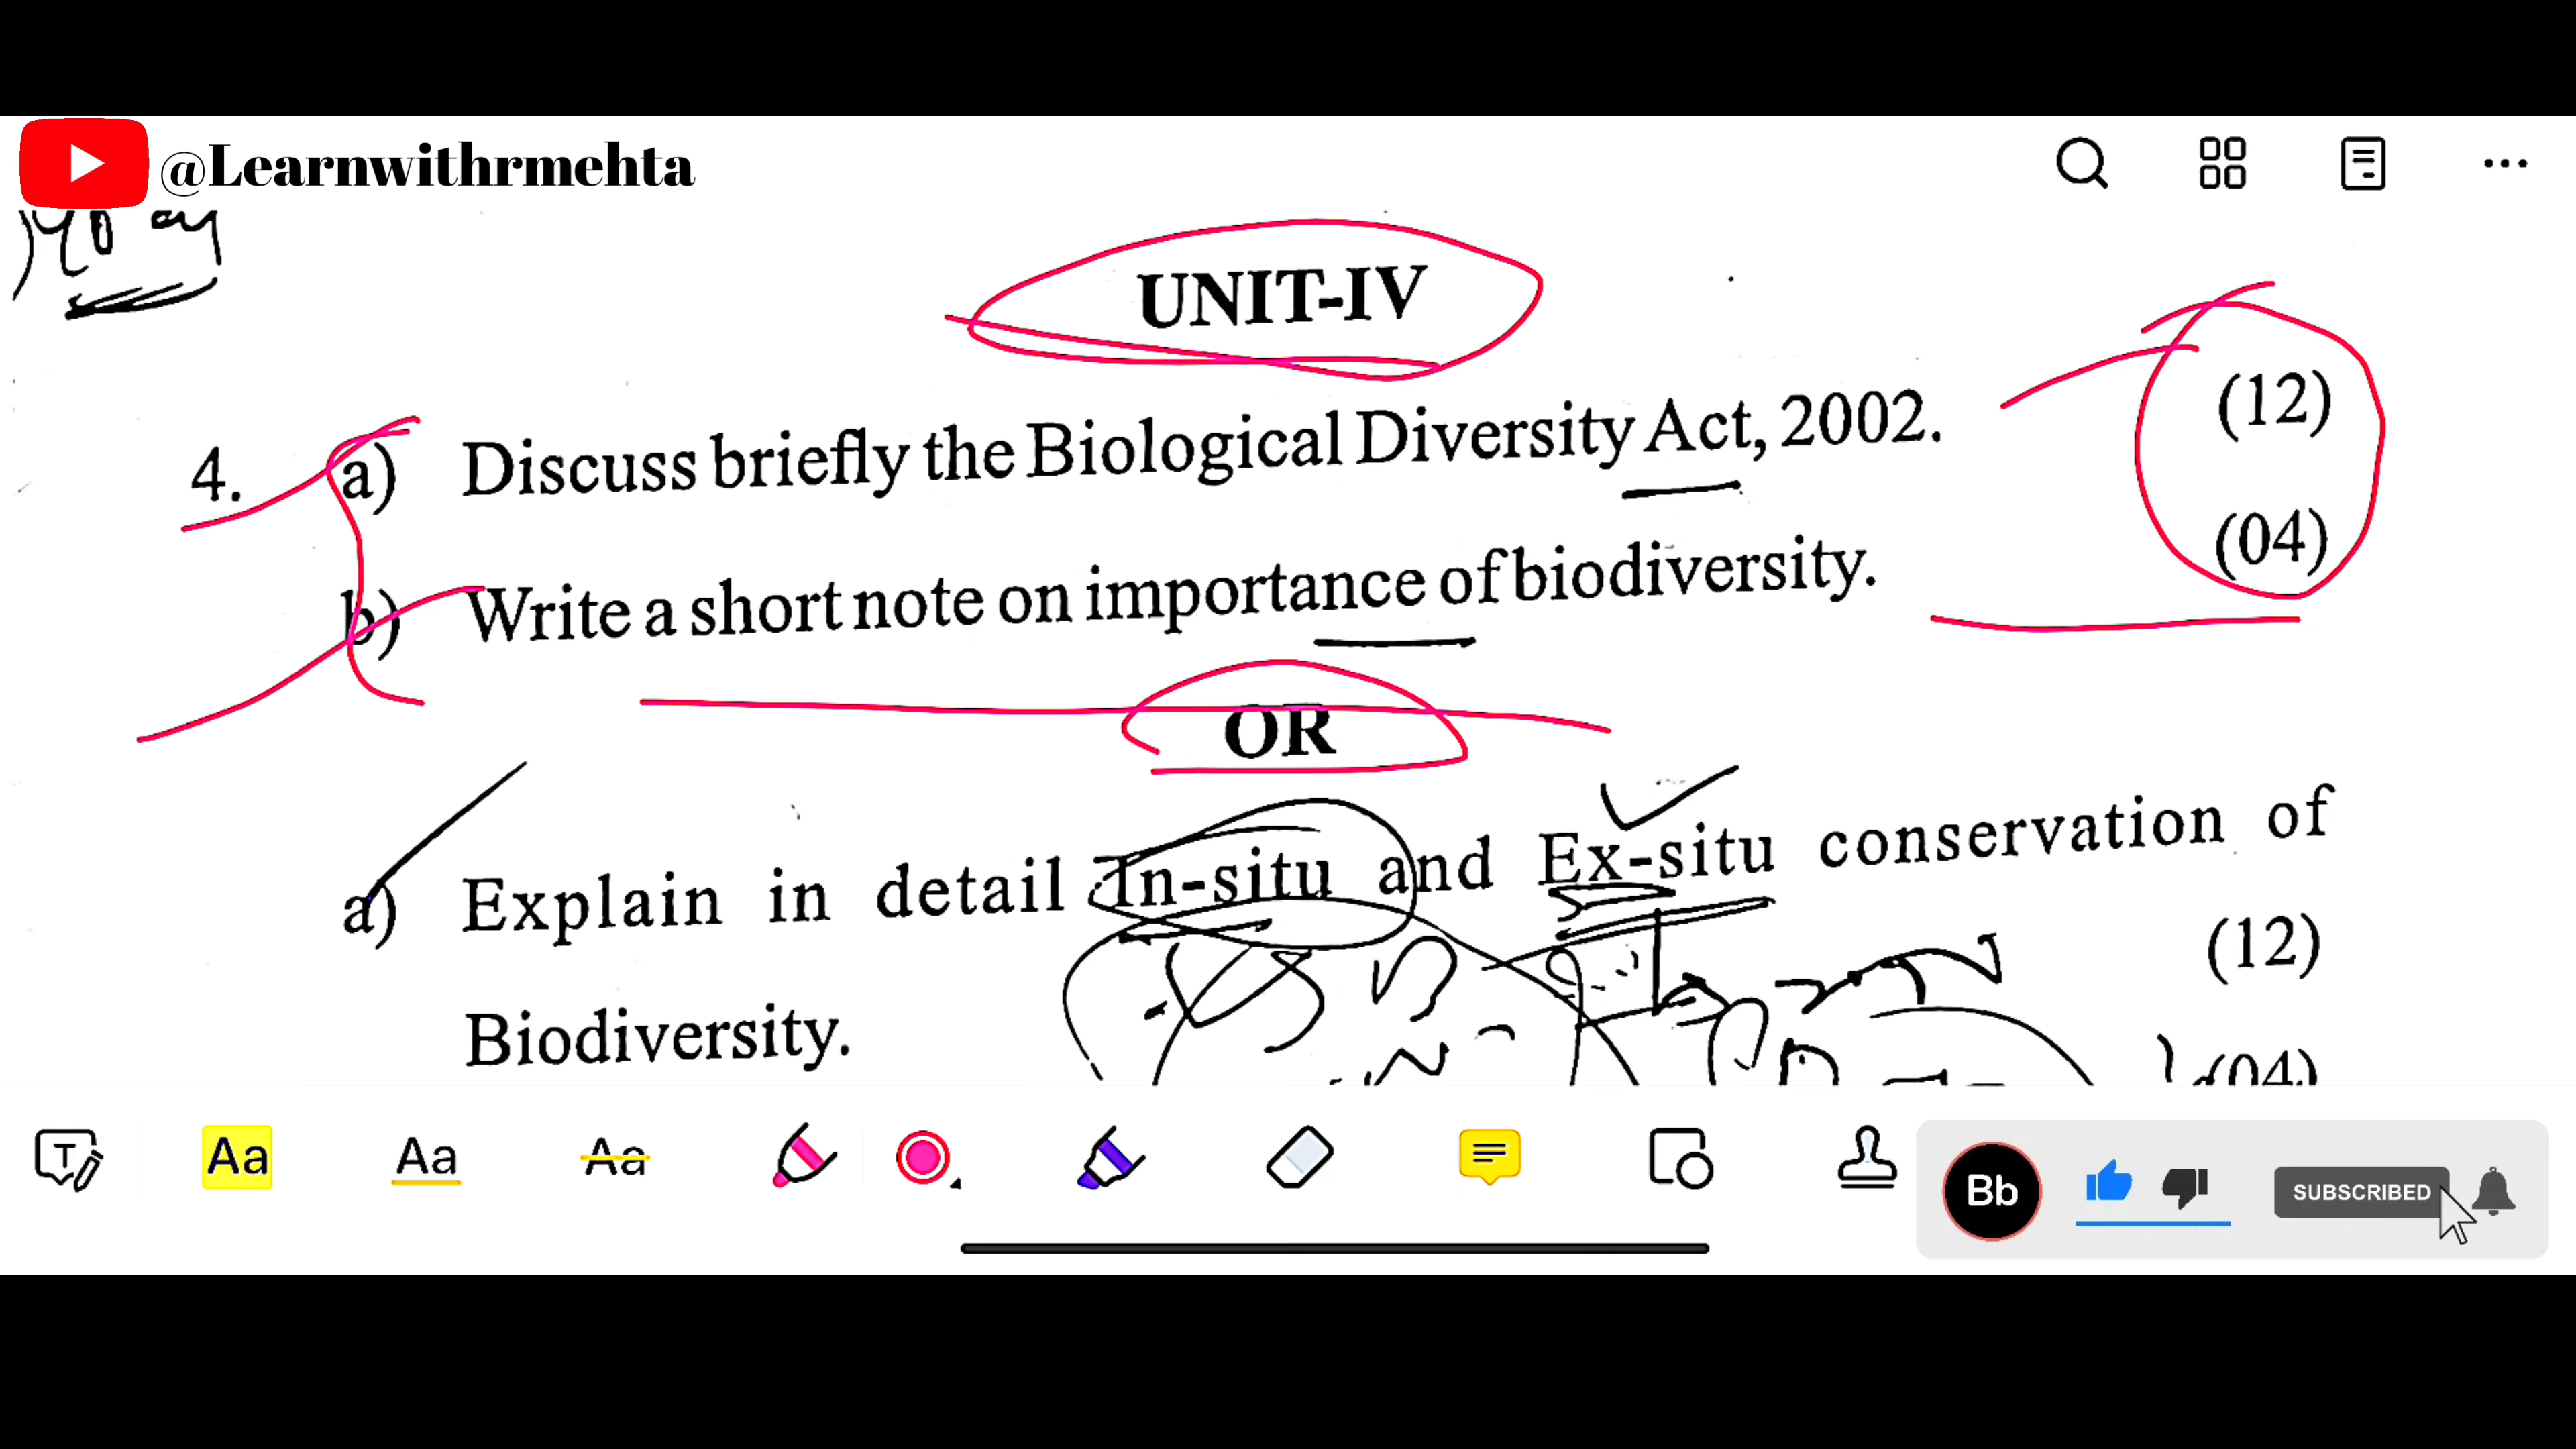 @Learnwithrmehta
UNIT-IV
4. a) Discuss briefly the Biological Diversity Act, 2002. (12)
b) Write a short note on importance of biodiversity. (04)
OR
a) Explain in detail In-situ and Ex-situ conservation of
Biodiversity. (12)
(04)
T Aa Aa Aa
Bb SUBSCRIBED